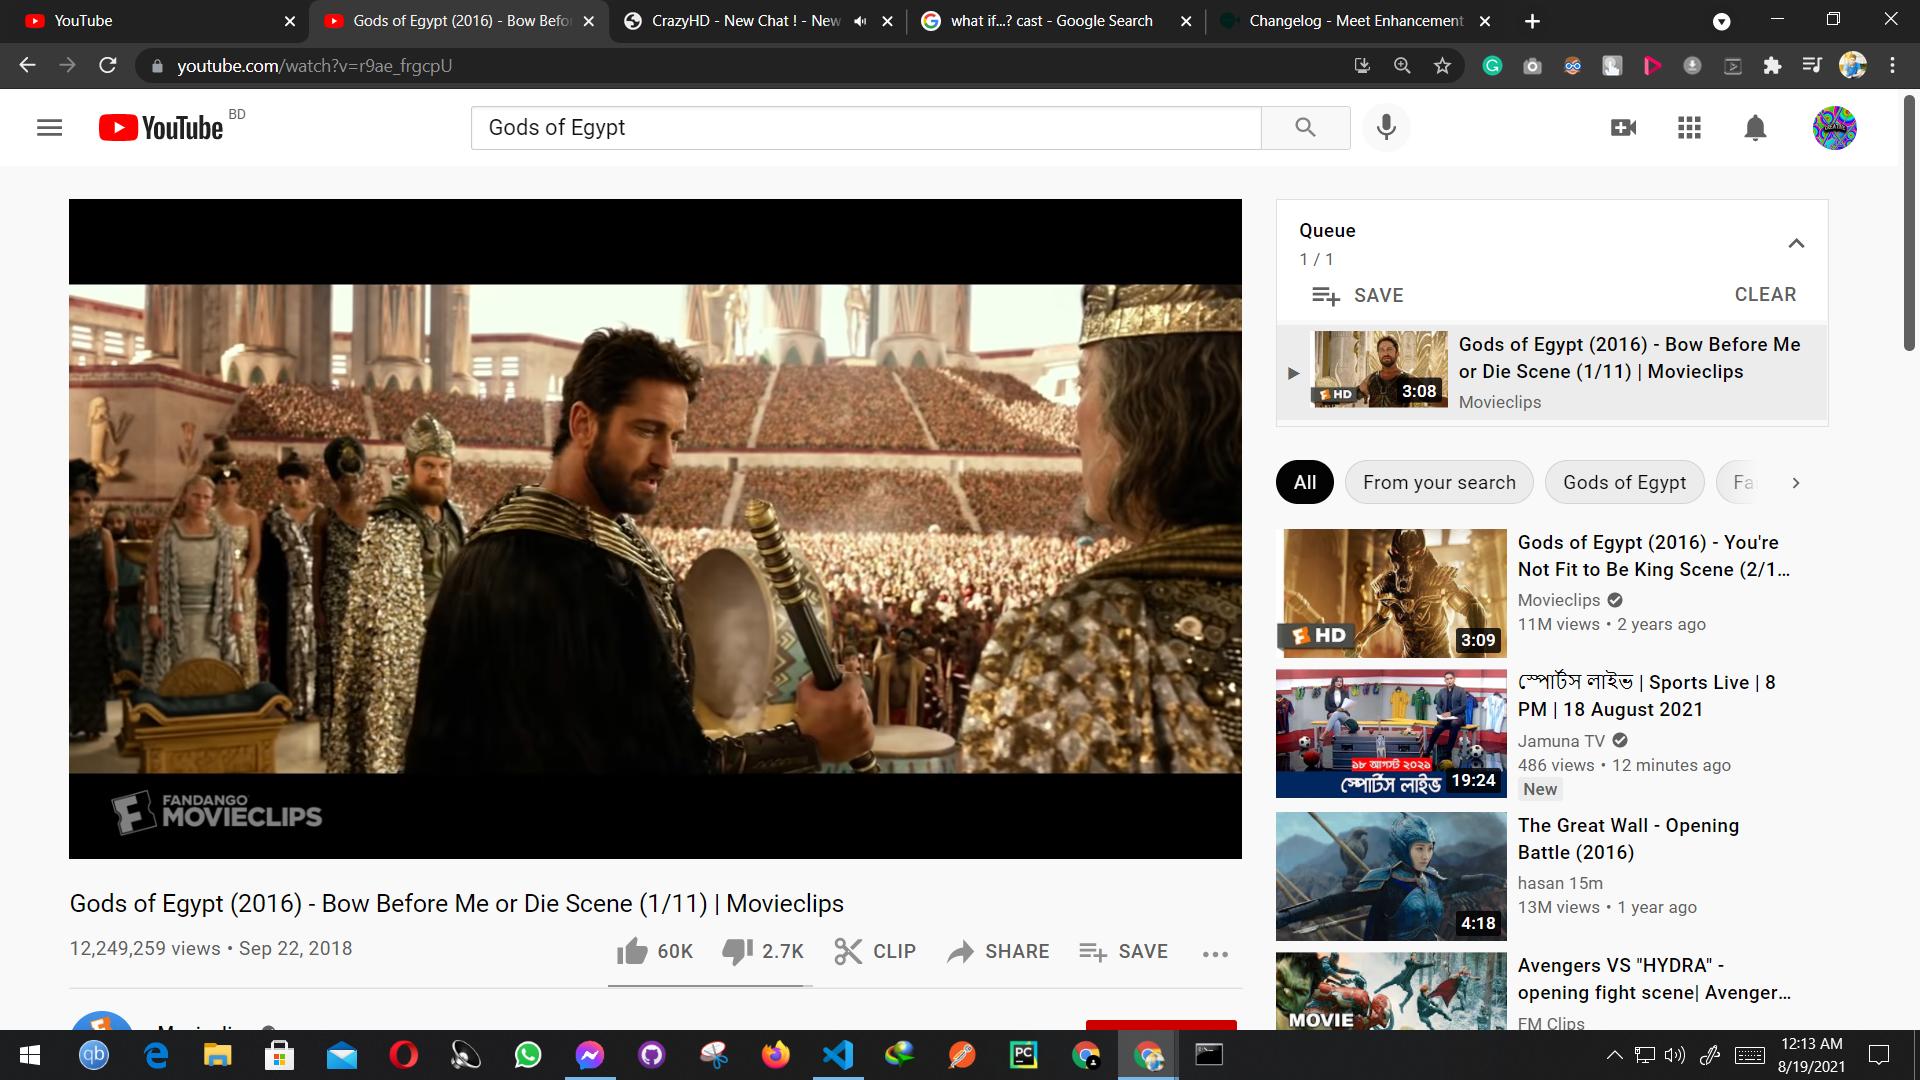 YouTube
Gods of Egypt (2016) - Bow Befo
CrazyHD - New Chat ! - New
what if...? cast - Google Search
Changelog - Meet Enhancement
youtube.com/watch?v=r9ae_frgcpU
YouTube BD
Gods of Egypt
Queue
1 / 1
SAVE
CLEAR
Gods of Egypt (2016) - Bow Before Me
or Die Scene (1/11) | Movieclips
Movieclips
HD
3:08
All
From your search
Gods of Egypt
Fa
Gods of Egypt (2016) - You're
Not Fit to Be King Scene (2/1...
Movieclips
11M views • 2 years ago
HD
3:09
স্পোর্টস লাইভ | Sports Live | 8
PM | 18 August 2021
Jamuna TV
486 views • 12 minutes ago
New
১৮ আগস্ট ২০২১
স্পোর্টস লাইভ
19:24
The Great Wall - Opening
Battle (2016)
hasan 15m
13M views • 1 year ago
4:18
Avengers VS "HYDRA" -
opening fight scene| Avenger...
FM Clips
MOVIE
FANDANGO
MOVIECLIPS
Gods of Egypt (2016) - Bow Before Me or Die Scene (1/11) | Movieclips
12,249,259 views • Sep 22, 2018
60K
2.7K
CLIP
SHARE
SAVE
qb
PC
12:13 AM
8/19/2021